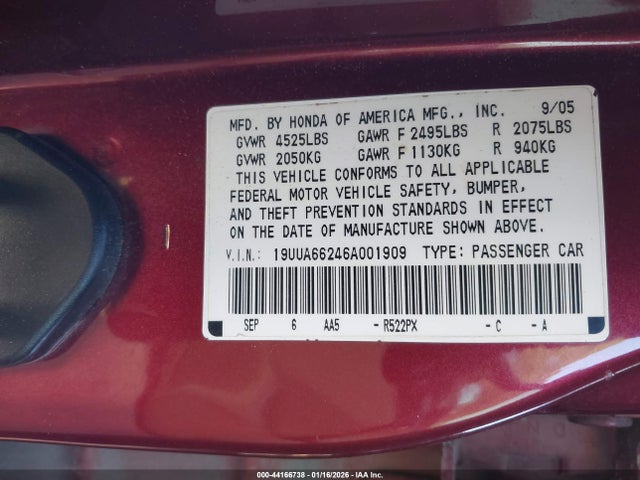 MFD. BY HONDA OF AMERICA MFG., INC. 9/05
GVWR 4525LBS GAWR F 2495LBS R 2075LBS
GVWR 2050KG GAWR F 1130KG R 940KG
THIS VEHICLE CONFORMS TO ALL APPLICABLE
FEDERAL MOTOR VEHICLE SAFETY, BUMPER,
AND THEFT PREVENTION STANDARDS IN EFFECT
ON THE DATE OF MANUFACTURE SHOWN ABOVE.
V.I.N.: 19UUA66246A001909 TYPE: PASSENGER CAR
SEP 6 AA5 - R522PX - C - A
000-44166738 - 01/16/2026 - IAA Inc.